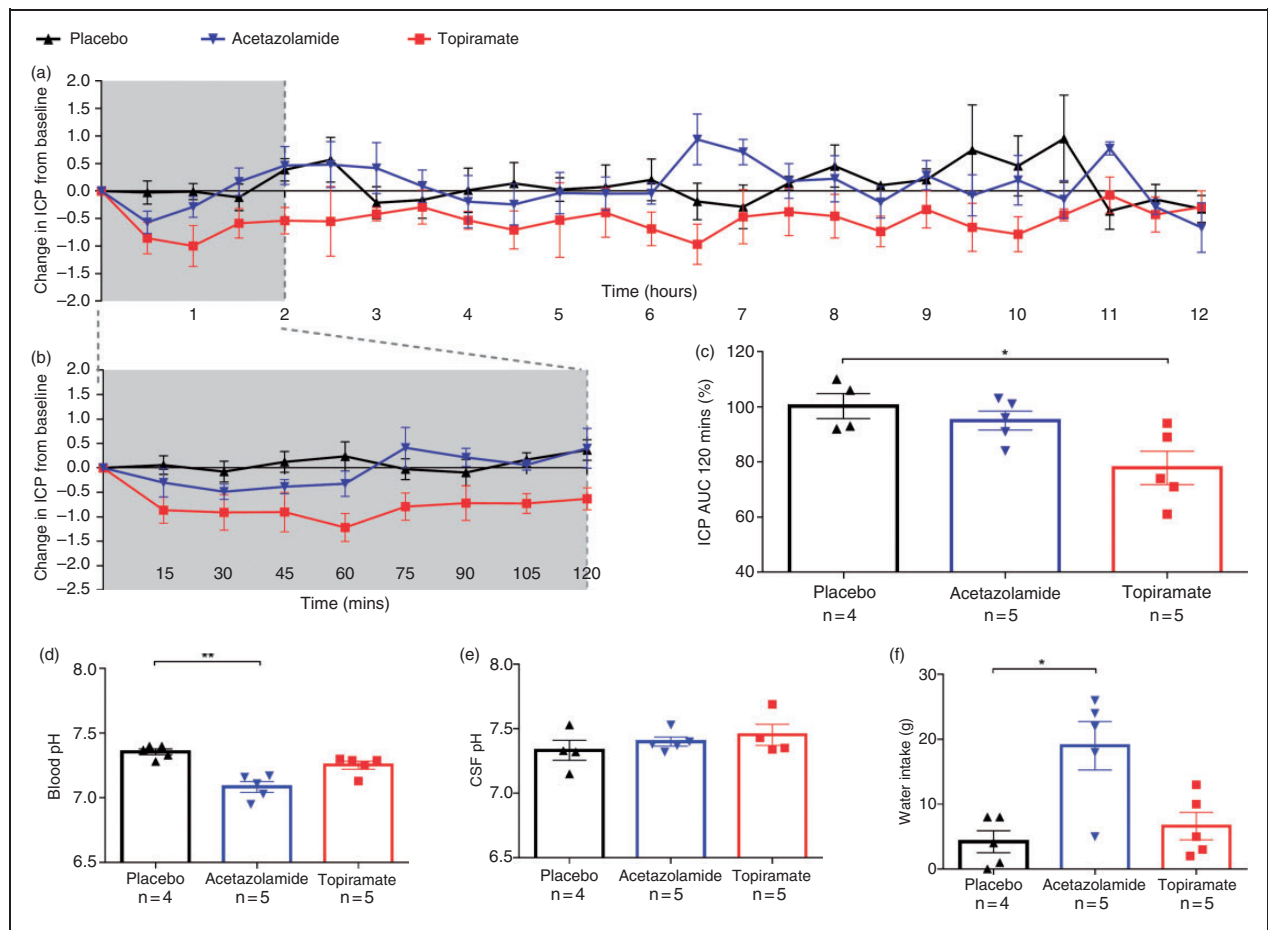 Placebo Acetazolamide Topiramate
(a)
Change in ICP from baseline
2.0
1.5
1.0
0.5
0.0
−0.5
−1.0
−1.5
−2.0
Time (hours)
1 2 3 4 5 6 7 8 9 10 11 12
(b)
Change in ICP from baseline
2.0
1.5
1.0
0.5
0.0
−0.5
−1.0
−1.5
−2.0
−2.5
15 30 45 60 75 90 105 120
Time (mins)
(c)
ICP AUC 120 mins (%)
120
100
80
60
40
*
Placebo Acetazolamide Topiramate
n=4 n=5 n=5
(d)
Blood pH
8.0
7.5
7.0
6.5
**
Placebo Acetazolamide Topiramate
n=4 n=5 n=5
(e)
CSF pH
8.0
7.5
7.0
6.5
Placebo Acetazolamide Topiramate
n=4 n=5 n=5
(f)
Water intake (g)
30
20
10
0
*
Placebo Acetazolamide Topiramate
n=4 n=5 n=5